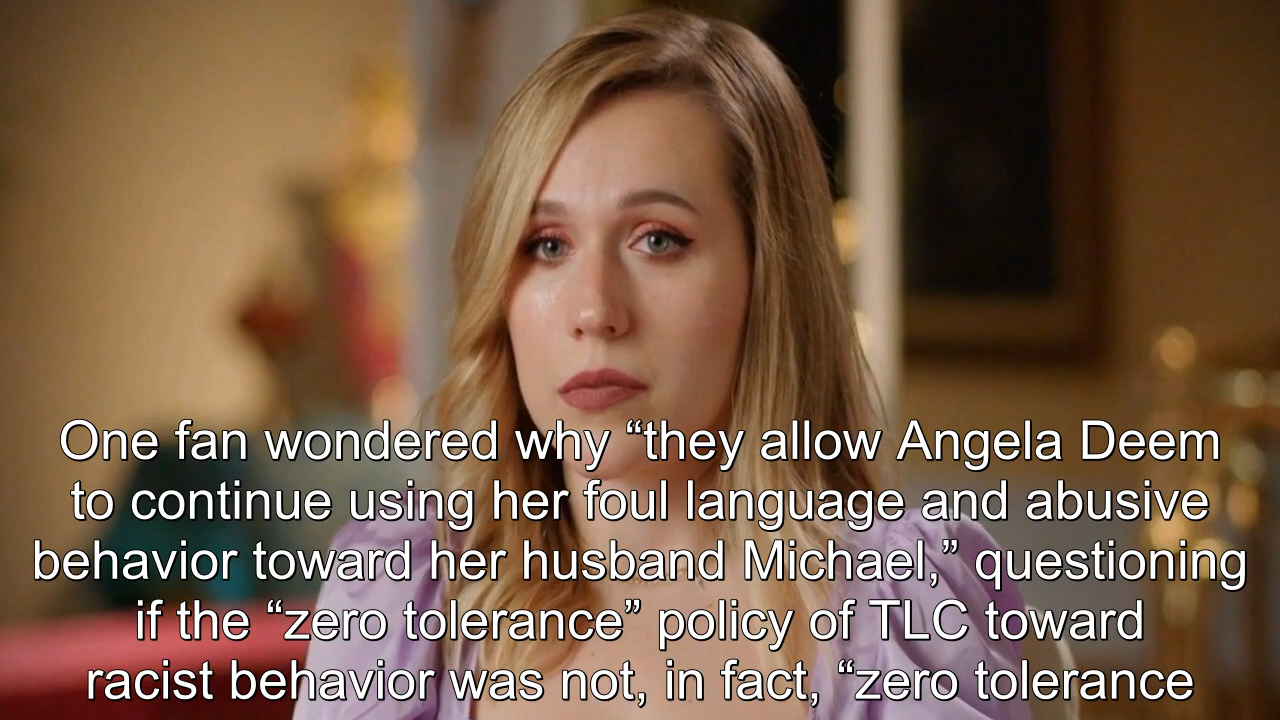 One fan wondered why “they allow Angela Deem
to continue using her foul language and abusive
behavior toward her husband Michael,” questioning
if the “zero tolerance” policy of TLC toward
racist behavior was not, in fact, “zero tolerance